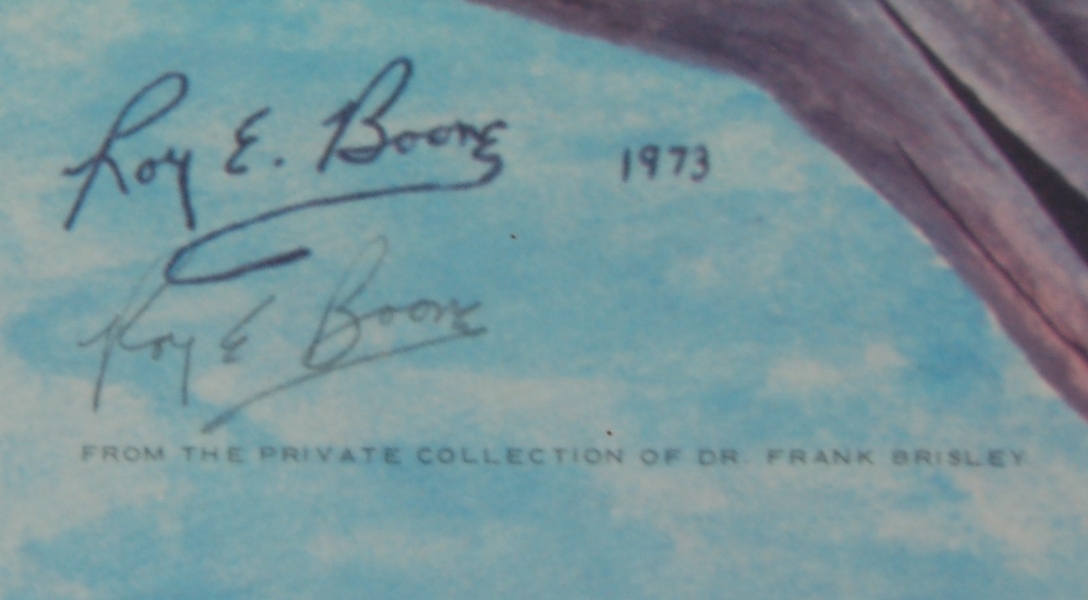 Roy E. Boone 1973
Roy E Boone
FROM THE PRIVATE COLLECTION OF DR. FRANK BRISLEY